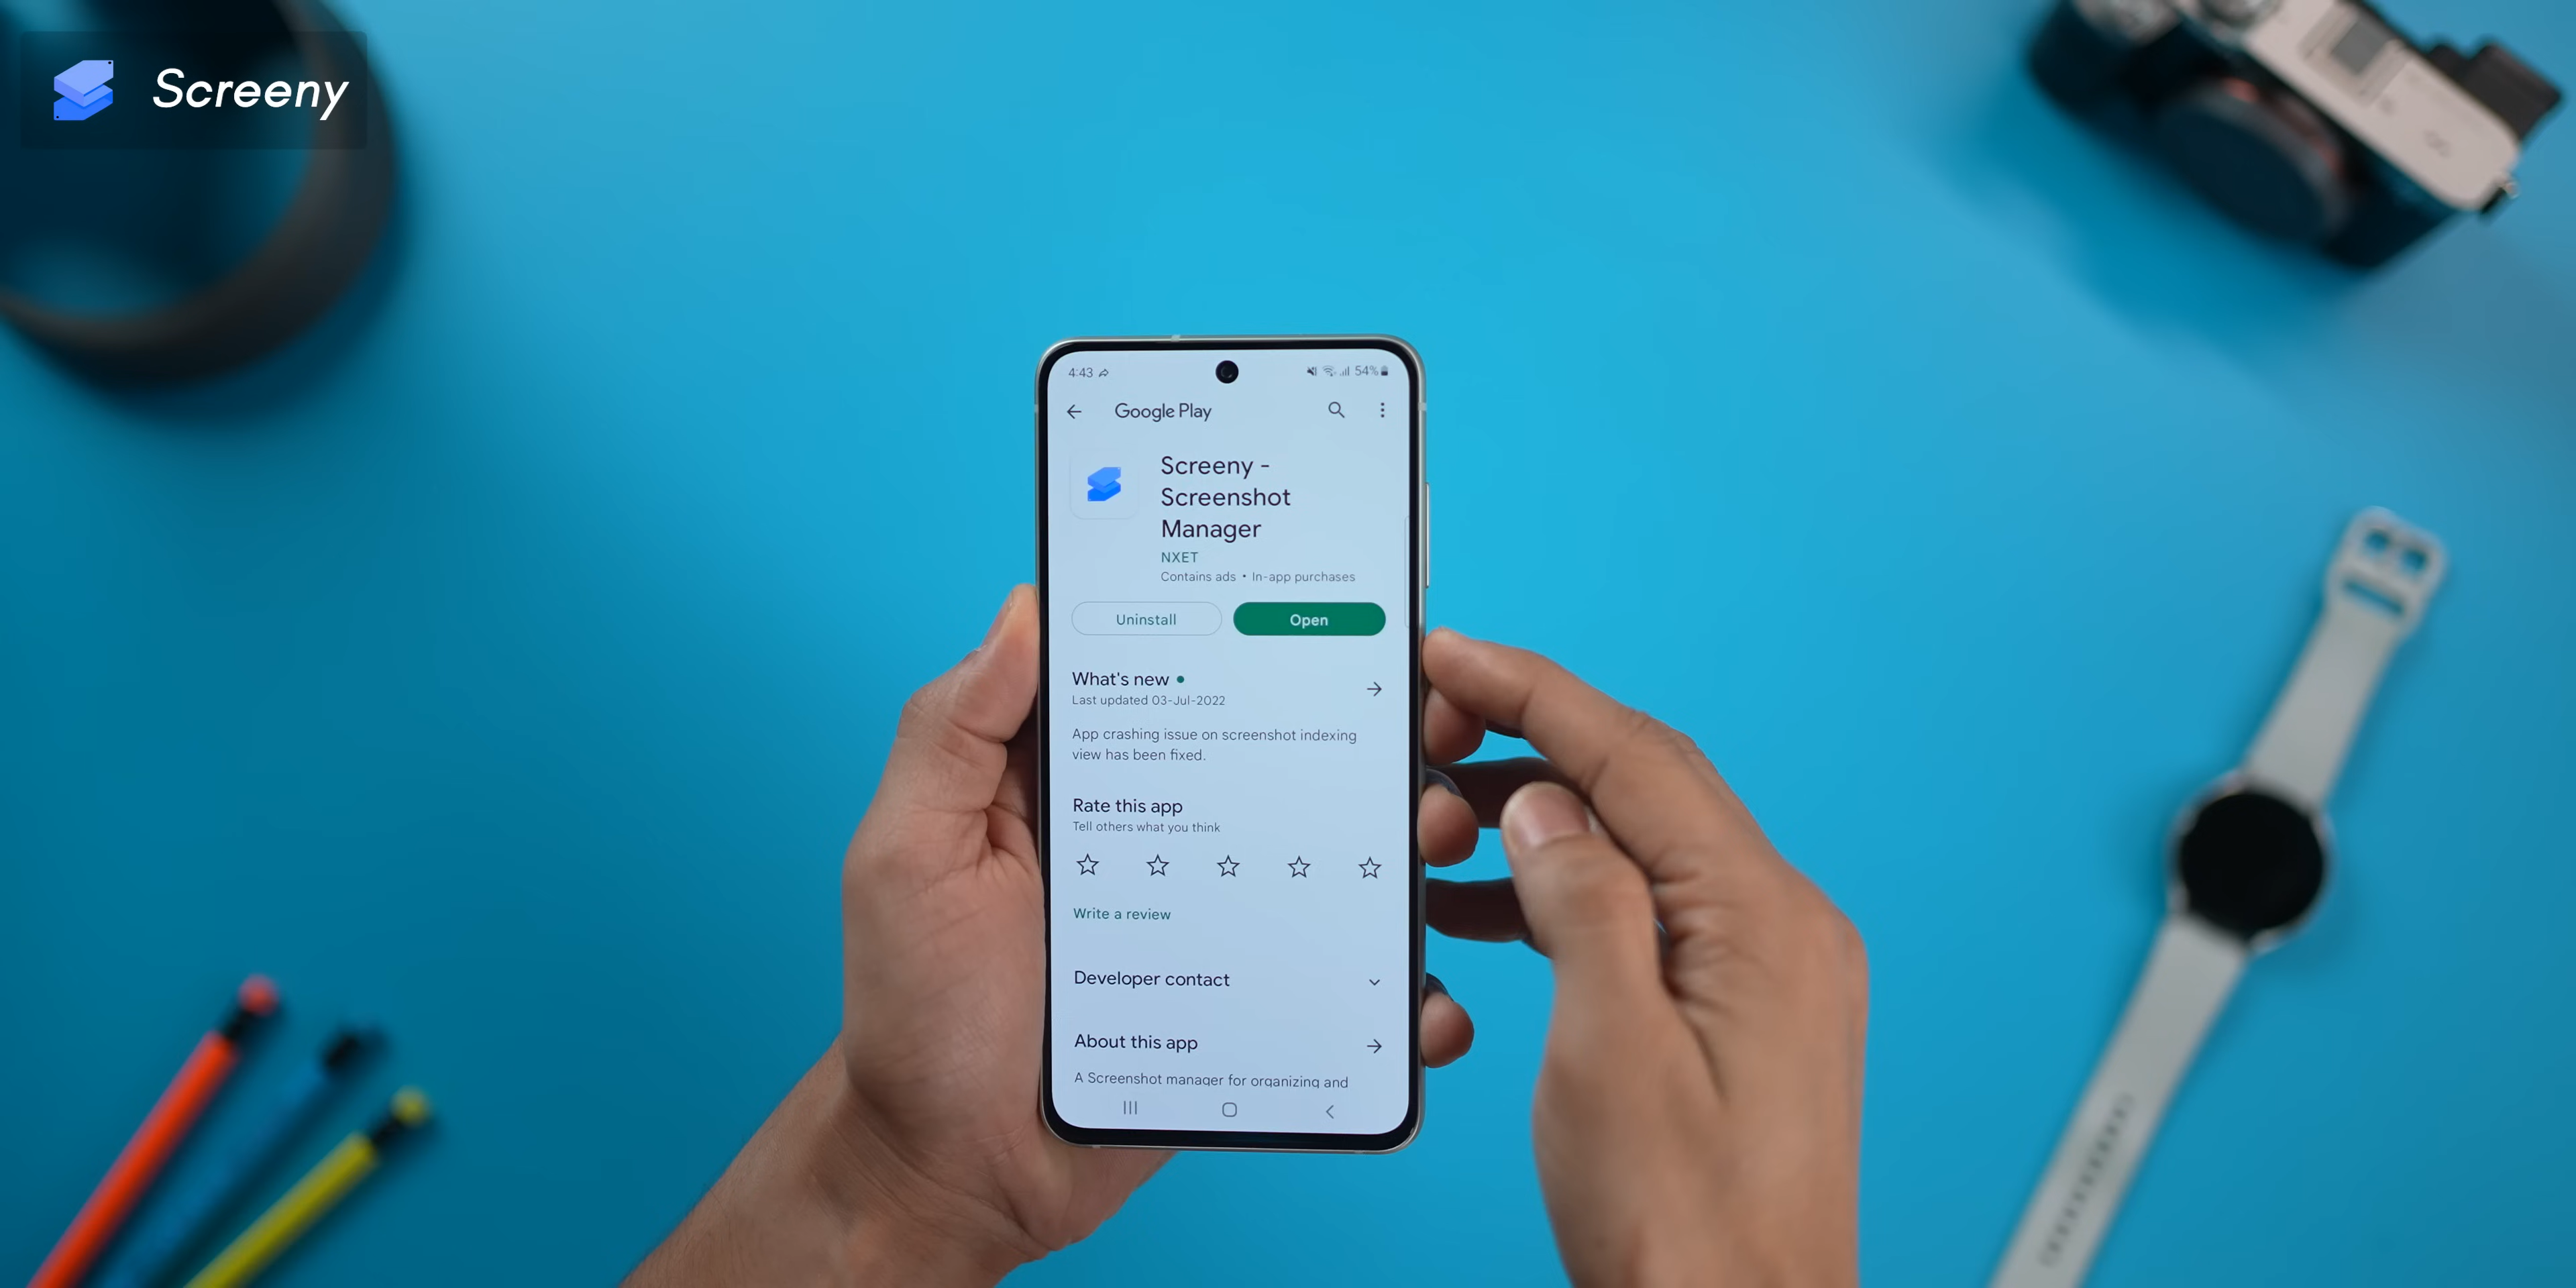 Screeny
4:43
54%
Google Play
Screeny -
Screenshot
Manager
NXET
Contains ads • In-app purchases
Uninstall
Open
What's new
Last updated 03-Jul-2022
App crashing issue on screenshot indexing
view has been fixed.
Rate this app
Tell others what you think
Write a review
Developer contact
About this app
A Screenshot manager for organizing and